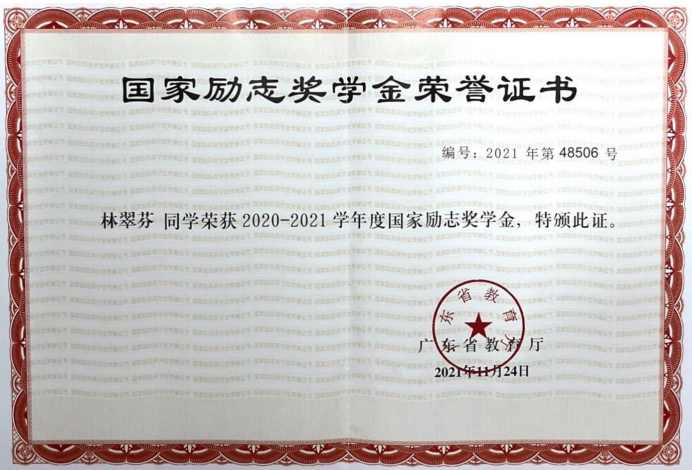 国家励志奖学金荣誉证书
编号：2021 年第 48506 号
林翠芬 同学荣获 2020-2021 学年度国家励志奖学金，特颁此证。
广东省教育厅
广东省教育厅
2021年11月24日